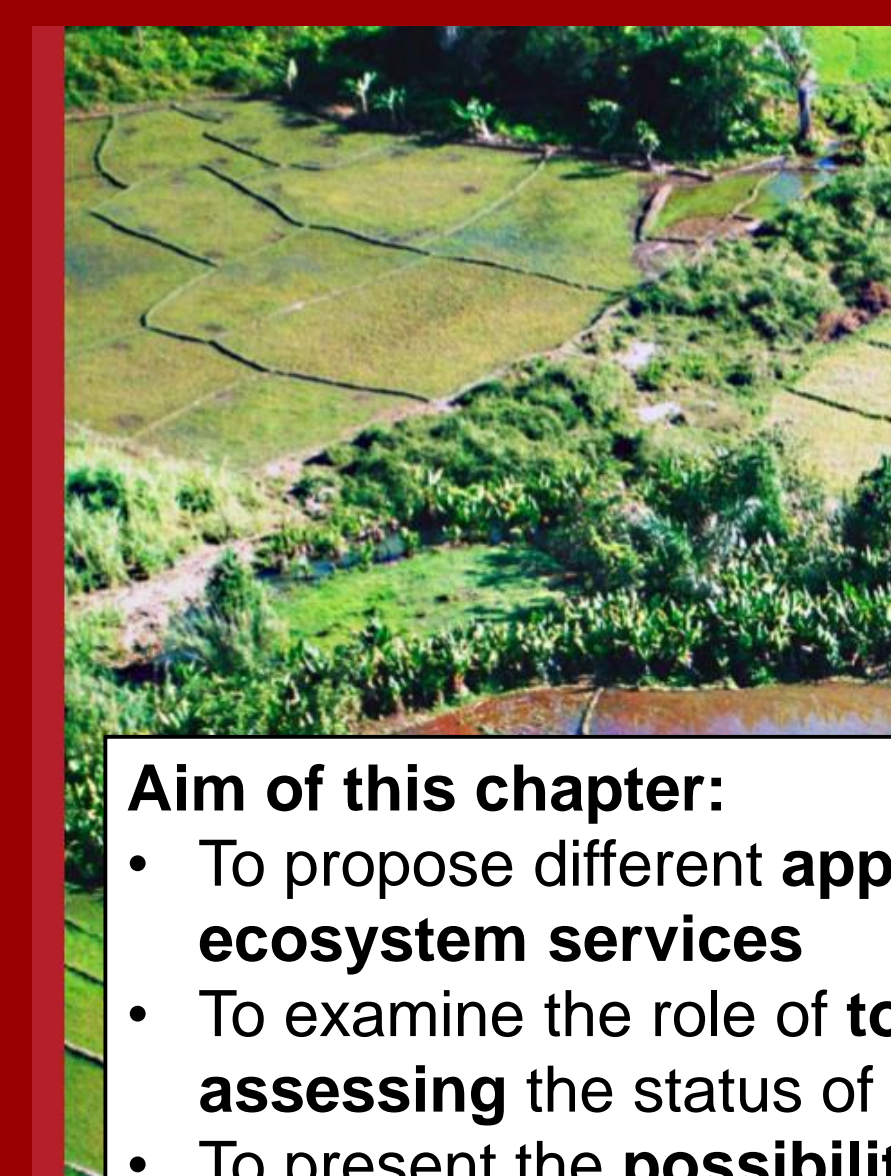 Aim of this chapter:
• To propose different
ecosystem services
• To examine the role of
assessing the status of
• To present the